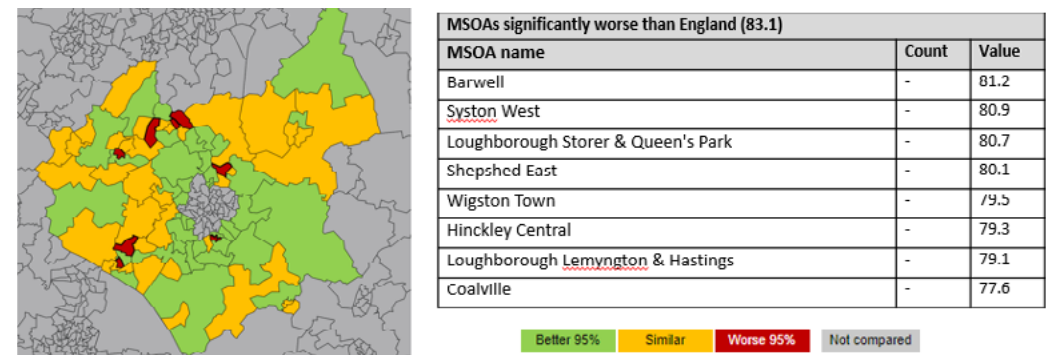 MSOAs significantly worse than England (83.1)
MSOA name Count Value
Barwell - 81.2
Syston West - 80.9
Loughborough Storer & Queen's Park - 80.7
Shepshed East - 80.1
Wigston Town - 79.5
Hinckley Central - 79.3
Loughborough Lemyngton & Hastings - 79.1
Coalville - 77.6
Better 95% Similar Worse 95% Not compared